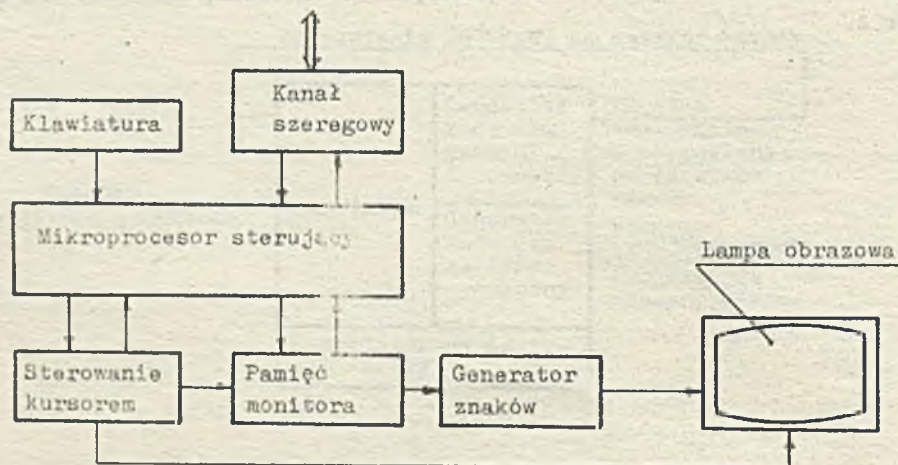 Kanał
szeregowy
Klawiatura
Mikroprocesor sterujący
Lampa obrazowa
Sterowanie
kursorem
Pamięć
monitora
Generator
znaków